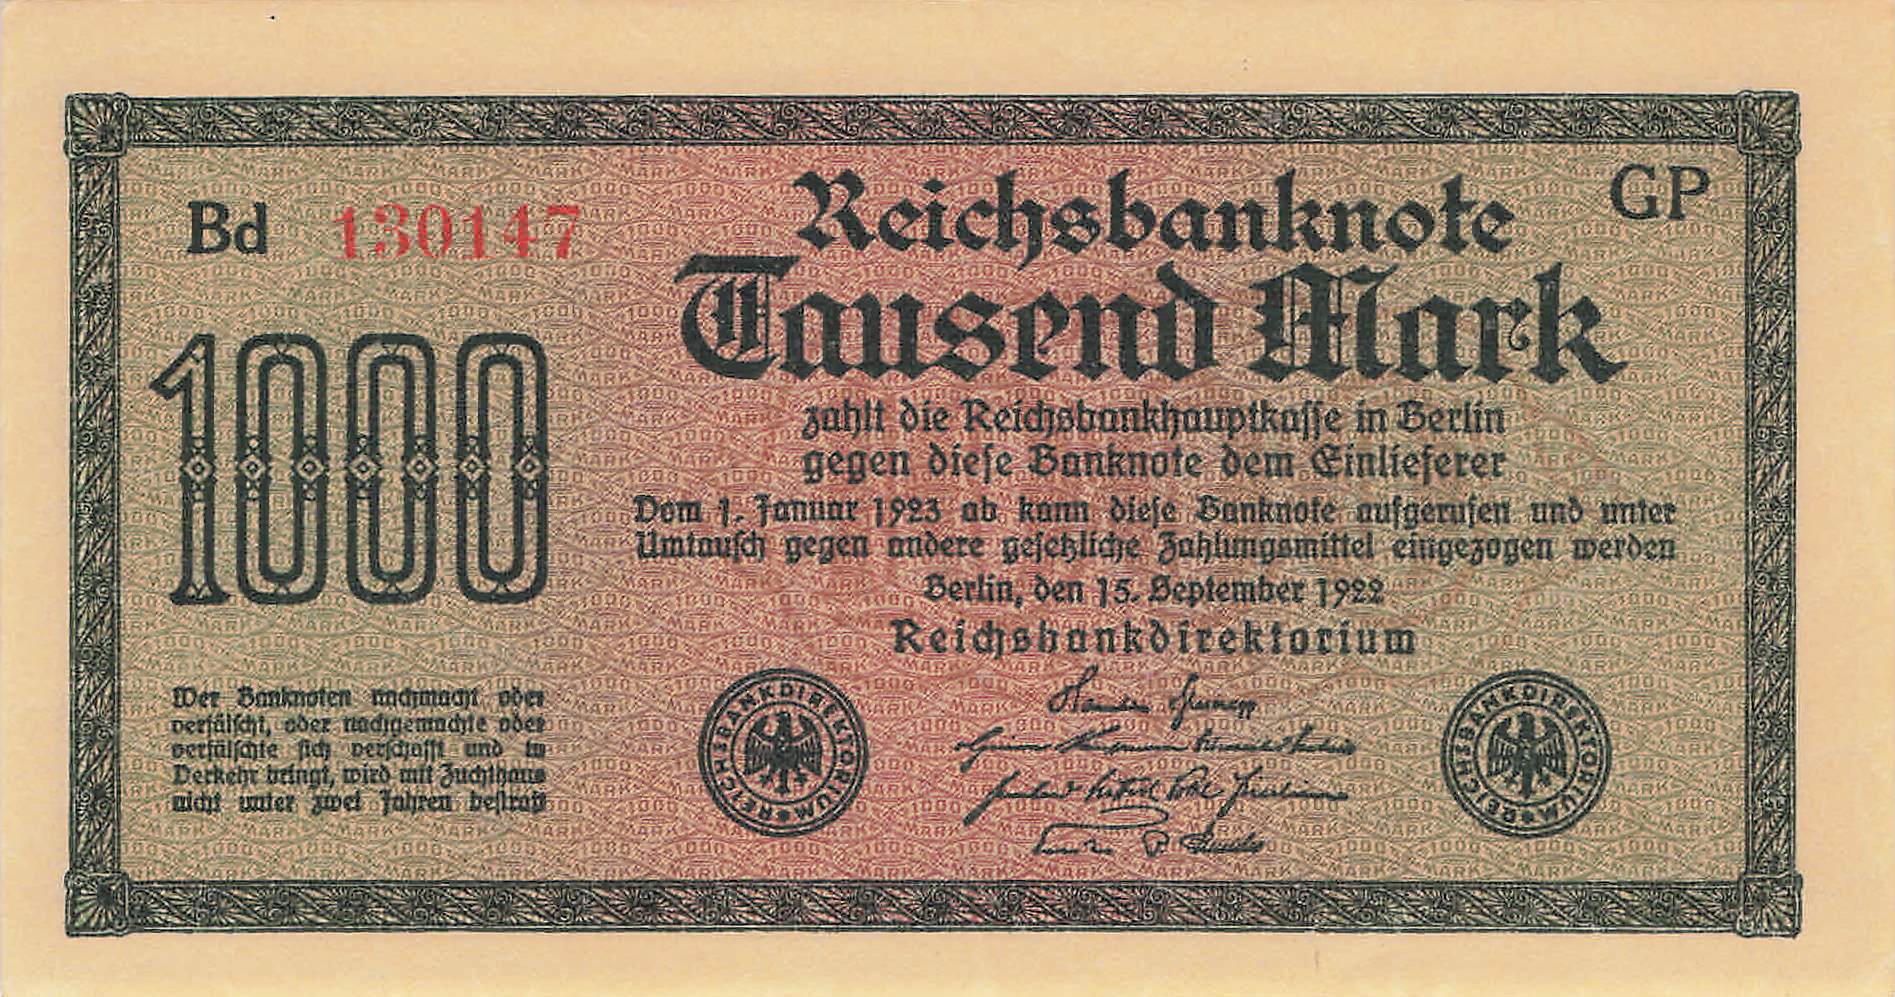 Bd 130147
GP
Reichsbanknote
Tausend Mark
1000
zahlt die Reichsbankhauptkasse in Berlin
gegen diese Banknote dem Einlieferer
Vom 1. Januar 1923 ab kann diese Banknote aufgerufen und unter
Umtausch gegen andere gesetzliche Zahlungsmittel eingezogen werden
Berlin, den 15. September 1922
Reichsbankdirektorium
Wer Banknoten nachmacht oder
verfälscht, oder nachgemachte oder
verfälschte sich verschafft und in
Verkehr bringt, wird mit Zuchthaus
nicht unter zwei Jahren bestraft
REICHSBANKDIREKTORIUM
REICHSBANKDIREKTORIUM